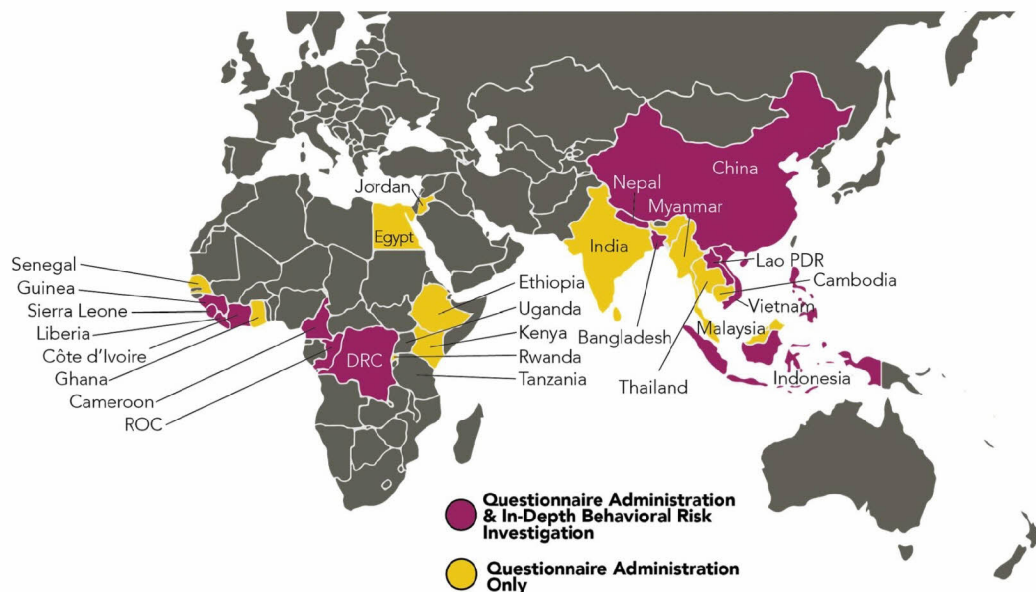 Jordan
Egypt
Senegal
Guinea
Sierra Leone
Liberia
Côte d'Ivoire
Ghana
Cameroon
ROC
DRC
Ethiopia
Uganda
Kenya
Rwanda
Tanzania
China
Nepal
Myanmar
India
Bangladesh
Lao PDR
Cambodia
Vietnam
Malaysia
Thailand
Indonesia
Questionnaire Administration
& In-Depth Behavioral Risk
Investigation
Questionnaire Administration
Only